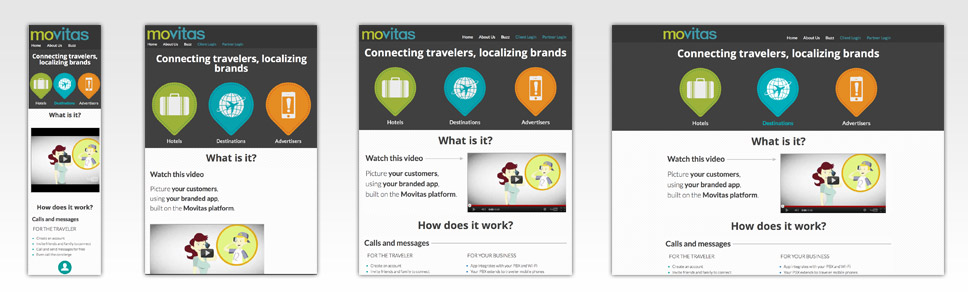 movitas
Home About Us Buzz
Connecting travelers, localizing
brands
Hotels Destinations Advertisers
What is it?
How does it work?
Calls and messages
FOR THE TRAVELER
Create an account
Invite friends and family to connect
Call and send messages for free
Even call the concierge
movitas
Home About Us Buzz Client Login Partner Login
Connecting travelers, localizing
brands
Hotels Destinations Advertisers
What is it?
Watch this video
Picture your customers,
using your branded app,
built on the Movitas platform.
movitas
Home About Us Buzz Client Login Partner Login
Connecting travelers, localizing brands
Hotels Destinations Advertisers
What is it?
Watch this video
Picture your customers,
using your branded app,
built on the Movitas platform.
How does it work?
Calls and messages
FOR THE TRAVELER FOR YOUR BUSINESS
Create an account App integrates with your PBX and Wi-Fi
Invite friends and family to connect Your PBX extends to traveler mobile phones
movitas
Home About Us Buzz Client Login Partner Login
Connecting travelers, localizing brands
Hotels Destinations Advertisers
What is it?
Watch this video
Picture your customers,
using your branded app,
built on the Movitas platform.
How does it work?
Calls and messages
FOR THE TRAVELER FOR YOUR BUSINESS
Create an account App integrates with your PBX and Wi-Fi
Invite friends and family to connect Your PBX extends to traveler mobile phones